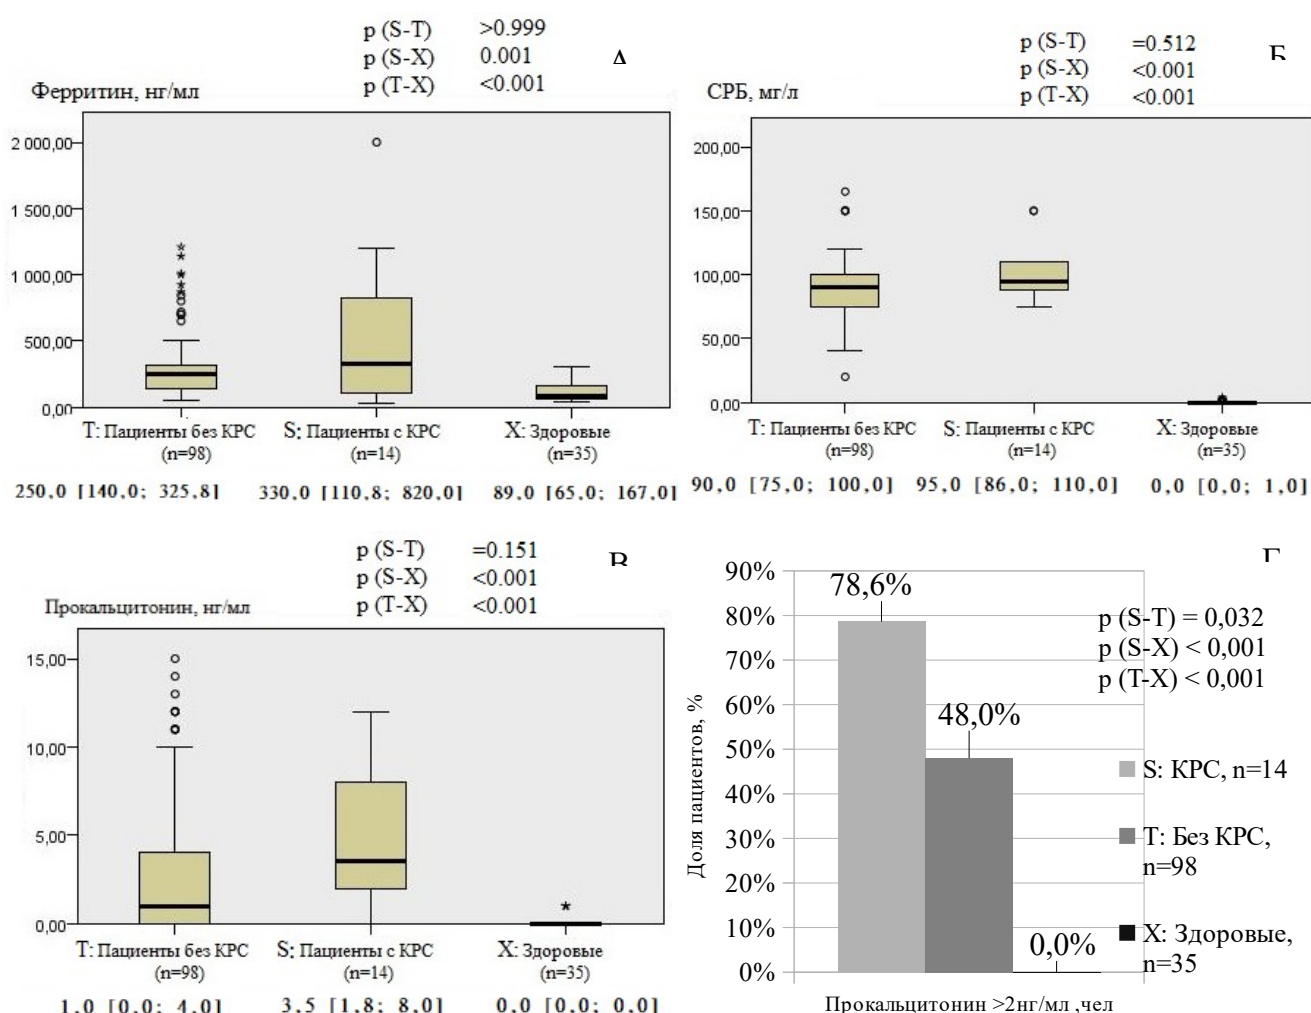 p (S-T) >0.999
p (S-X) 0.001
p (T-X) <0.001
А
Ферритин, нг/мл
2 000,00
1 500,00
1 000,00
500,00
0,00
T: Пациенты без КРС
(n=98)
S: Пациенты с КРС
(n=14)
X: Здоровые
(n=35)
250,0 [140,0; 325,8]
330,0 [110,8; 820,0]
89,0 [65,0; 167,0]
p (S-T) =0.512
p (S-X) <0.001
p (T-X) <0.001
Б
СРБ, мг/л
200,00
150,00
100,00
50,00
0,00
T: Пациенты без КРС
(n=98)
S: Пациенты с КРС
(n=14)
X: Здоровые
(n=35)
90,0 [75,0; 100,0]
95,0 [86,0; 110,0]
0,0 [0,0; 1,0]
p (S-T) =0.151
p (S-X) <0.001
p (T-X) <0.001
В
Прокальцитонин, нг/мл
15,00
10,00
5,00
0,00
T: Пациенты без КРС
(n=98)
S: Пациенты с КРС
(n=14)
X: Здоровые
(n=35)
1,0 [0,0; 4,0]
3,5 [1,8; 8,0]
0,0 [0,0; 0,0]
Г
Доля пациентов, %
90%
80%
70%
60%
50%
40%
30%
20%
10%
0%
78,6%
48,0%
0,0%
p (S-T) = 0,032
p (S-X) < 0,001
p (T-X) < 0,001
S: КРС, n=14
T: Без КРС,
n=98
X: Здоровые,
n=35
Прокальцитонин >2нг/мл ,чел